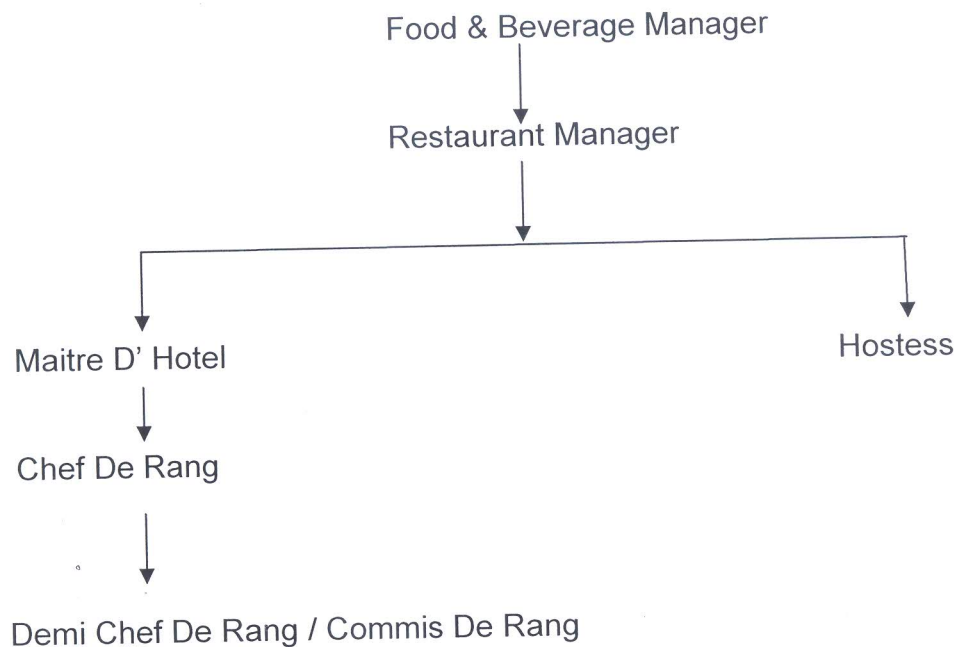 Food & Beverage Manager
Restaurant Manager
Maitre D' Hotel
Hostess
Chef De Rang
Demi Chef De Rang / Commis De Rang